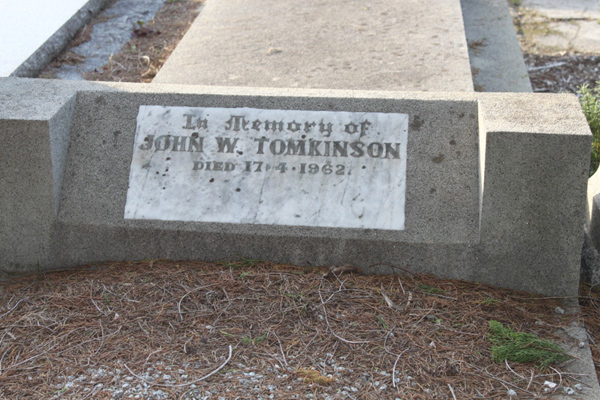 In Memory of
JOHN W. TOMKINSON
DIED 17·4·1962.